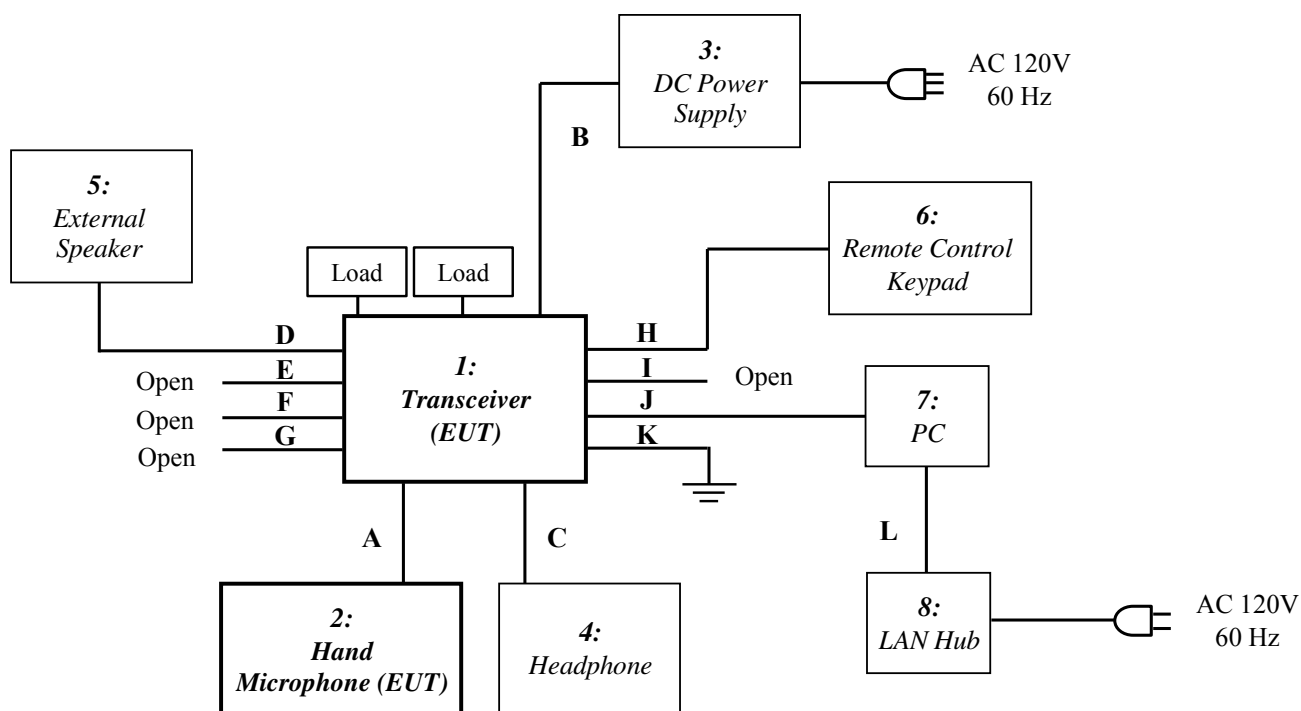 3:
DC Power
Supply
AC 120V
60 Hz
B
5:
External
Speaker
6:
Remote Control
Keypad
Load
Load
D
H
E
Open
I
Open
1:
Transceiver
(EUT)
F
Open
J
7:
PC
G
Open
K
A
C
L
2:
Hand
Microphone (EUT)
4:
Headphone
8:
LAN Hub
AC 120V
60 Hz